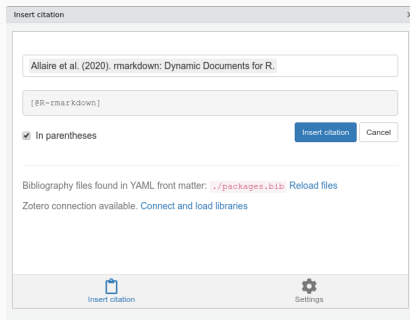 Insert citation
Allaire et al. (2020). rmarkdown: Dynamic Documents for R.
[@R-rmarkdown]
In parentheses
Insert citation Cancel
Bibliography files found in YAML front matter: ./packages.bib Reload files
Zotero connection available. Connect and load libraries
Insert citation Settings